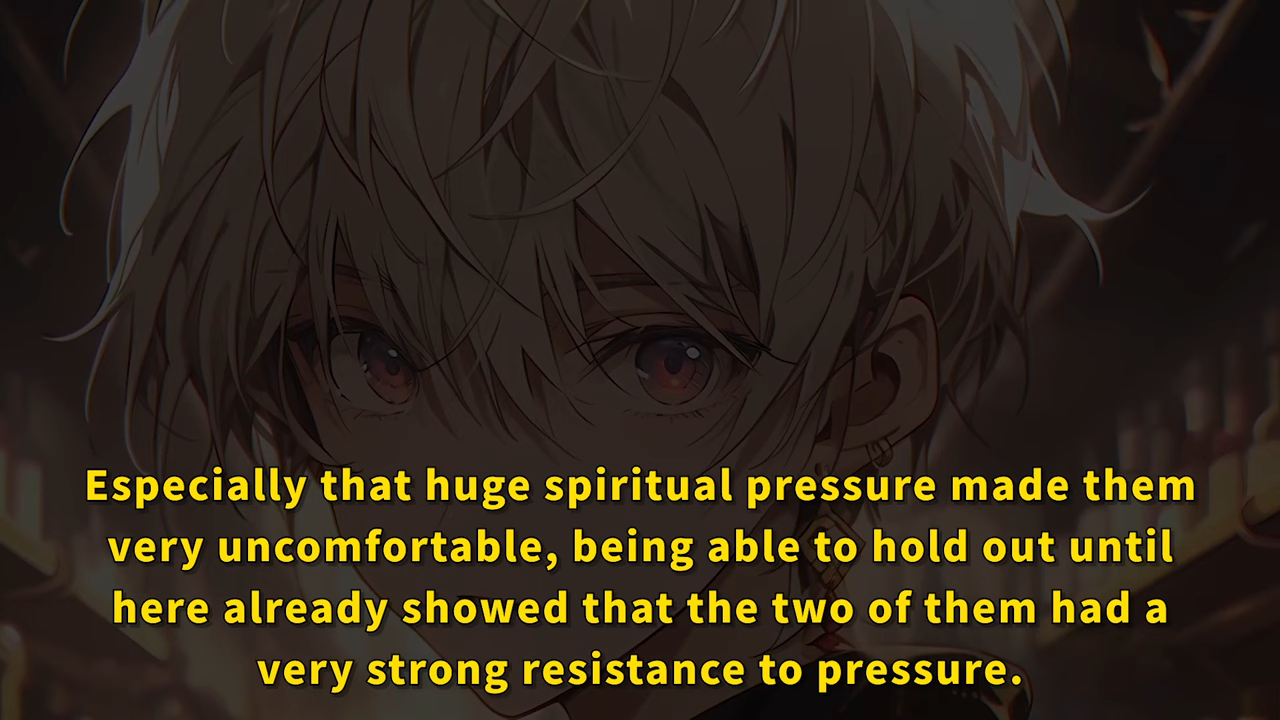 Especially that huge spiritual pressure made them
very uncomfortable, being able to hold out until
here already showed that the two of them had a
very strong resistance to pressure.